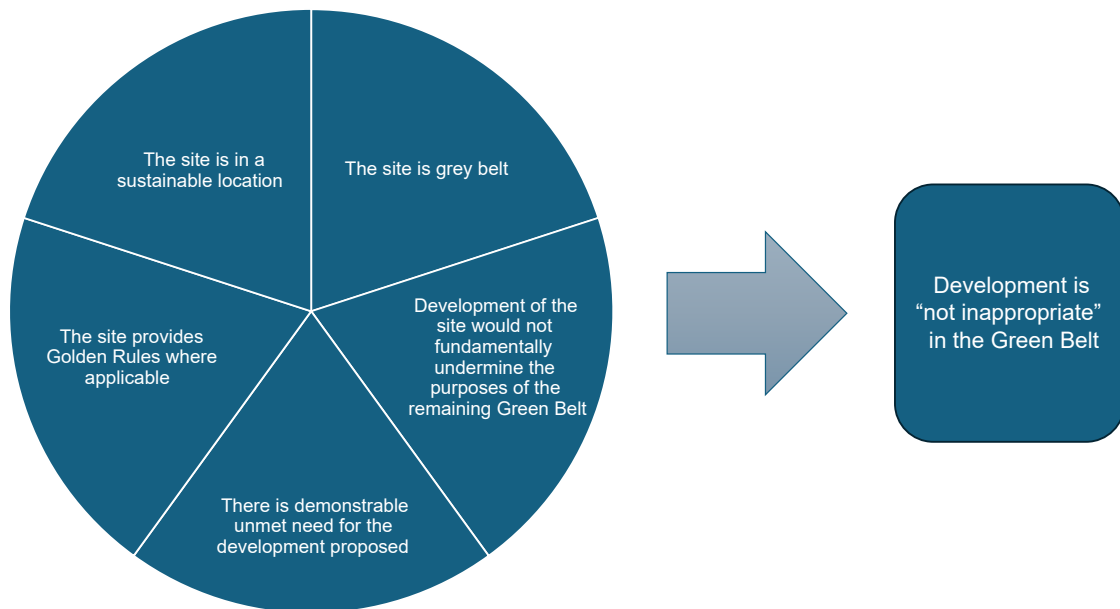 The site is in a
sustainable location
The site is grey belt
The site provides
Golden Rules where
applicable
Development of the
site would not
fundamentally
undermine the
purposes of the
remaining Green Belt
There is demonstrable
unmet need for the
development proposed
Development is
“not inappropriate”
in the Green Belt